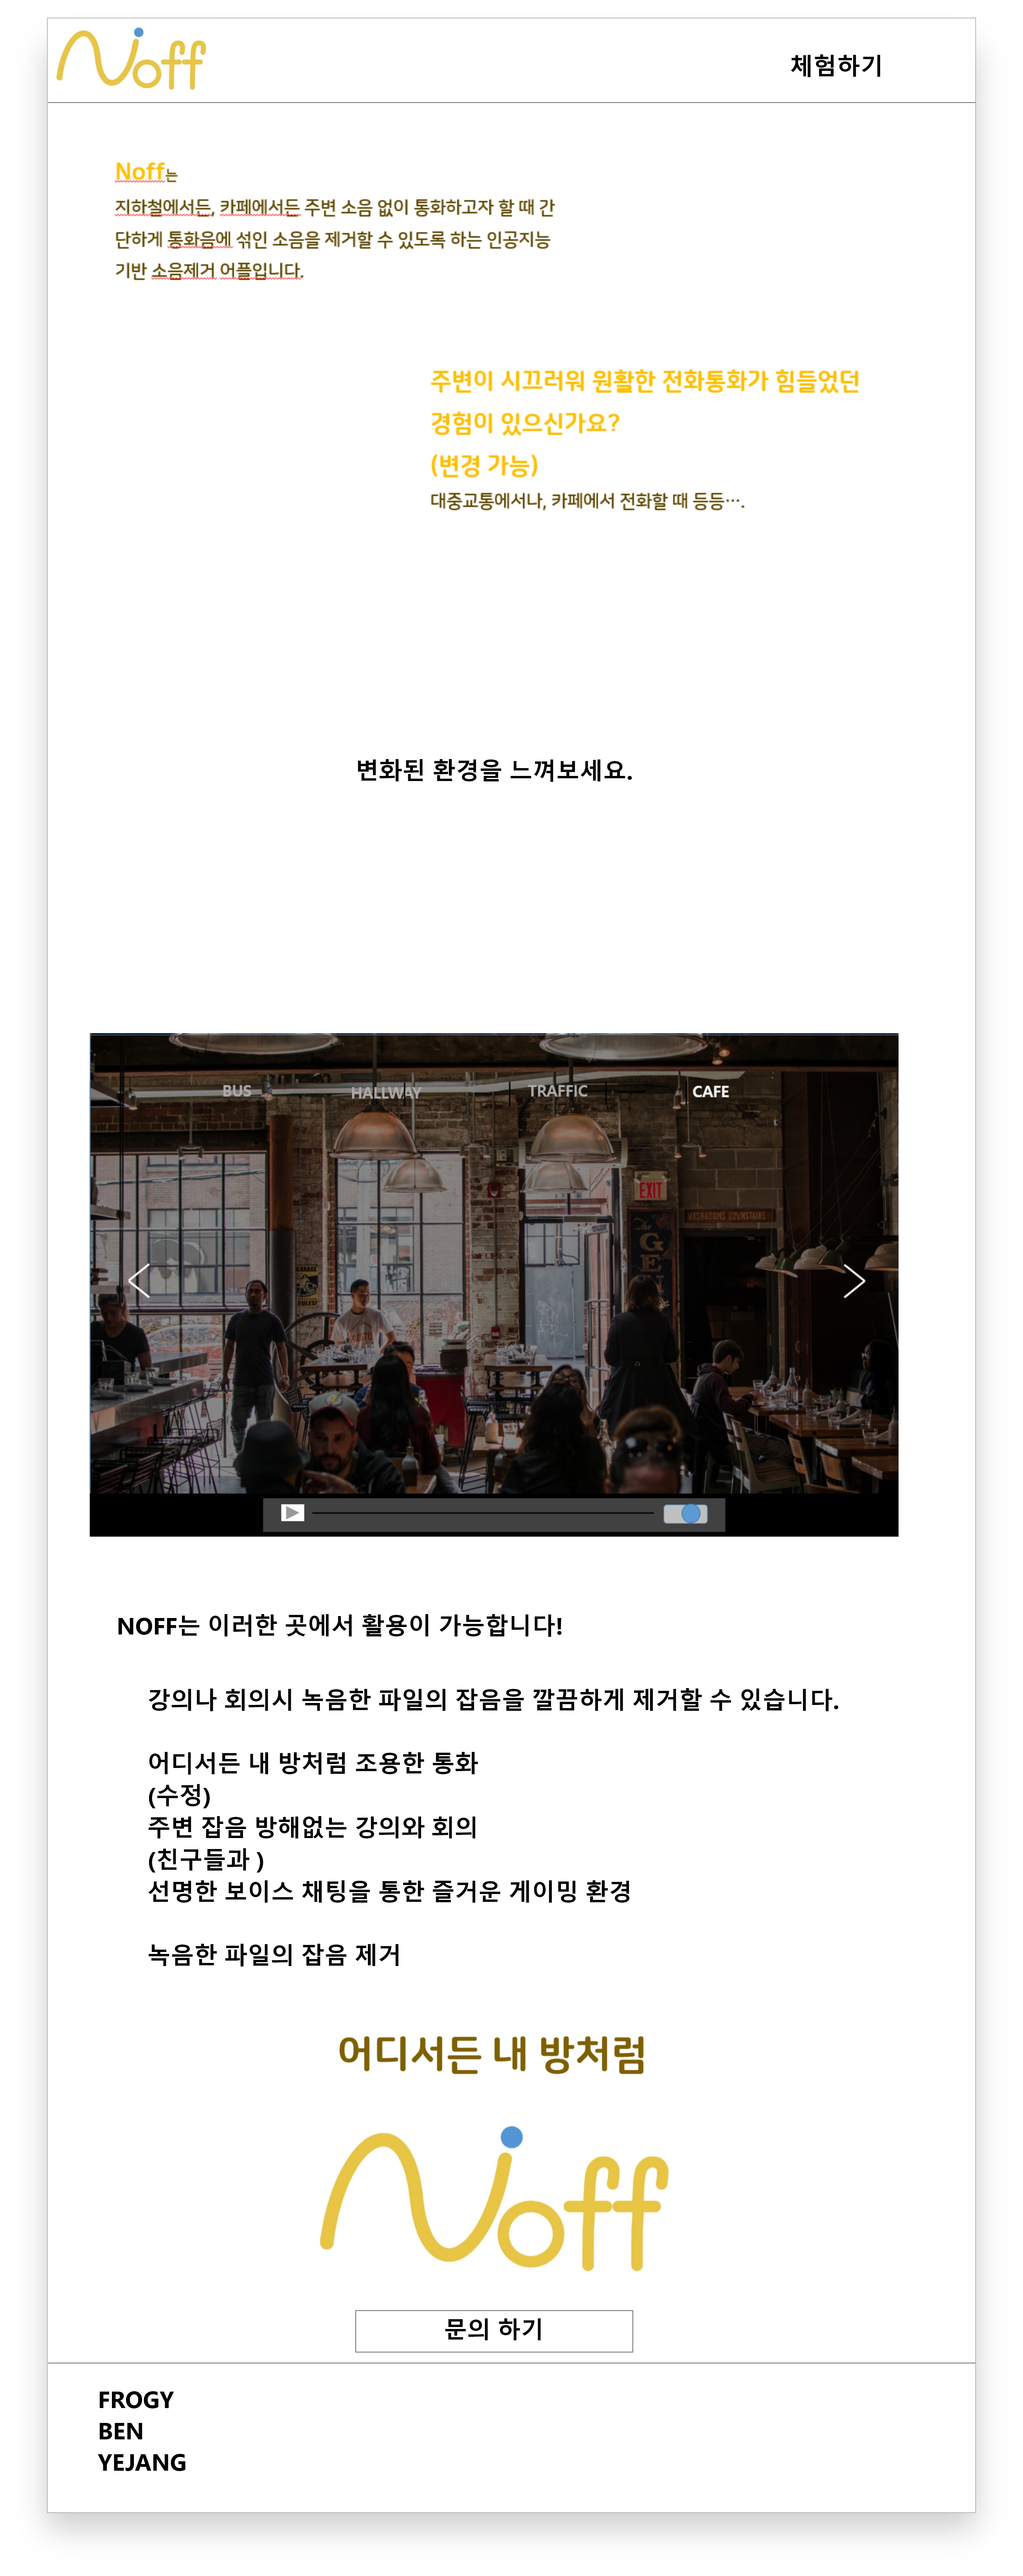 Noff
체험하기
Noff는
지하철에서든, 카페에서든 주변 소음 없이 통화하고자 할 때 간
단하게 통화음에 섞인 소음을 제거할 수 있도록 하는 인공지능
기반 소음제거 어플입니다.
주변이 시끄러워 원활한 전화통화가 힘들었던
경험이 있으신가요?
(변경 가능)
대중교통에서나, 카페에서 전화할 때 등등….
변화된 환경을 느껴보세요.
BUS HALLWAY TRAFFIC CAFE
EXIT
WASHROOMS DOWNSTAIRS
The
GEN
GARAGE
RULES!
NOFF는 이러한 곳에서 활용이 가능합니다!
강의나 회의시 녹음한 파일의 잡음을 깔끔하게 제거할 수 있습니다.
어디서든 내 방처럼 조용한 통화
(수정)
주변 잡음 방해없는 강의와 회의
(친구들과 )
선명한 보이스 채팅을 통한 즐거운 게이밍 환경
녹음한 파일의 잡음 제거
어디서든 내 방처럼
Noff
문의 하기
FROGY
BEN
YEJANG